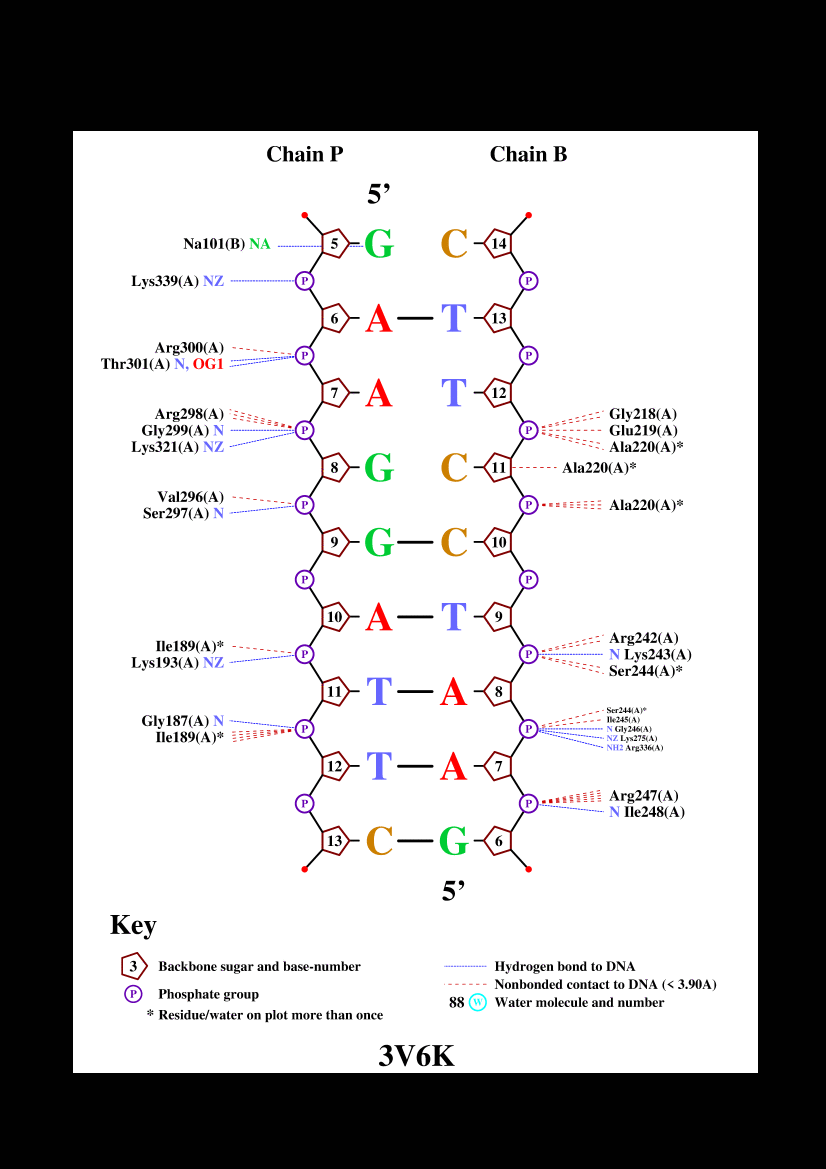 Chain P Chain B
5’
Na101(B) NA 5 G C 14
Lys339(A) NZ P P
6 A T 13
Arg300(A)
Thr301(A) N, OG1 P P
7 A T 12
Arg298(A) Gly218(A)
Gly299(A) N P P Glu219(A)
Lys321(A) NZ Ala220(A)*
8 G C 11 Ala220(A)*
Val296(A)
Ser297(A) N P P Ala220(A)*
9 G C 10
P P
10 A T 9
Ile189(A)* Arg242(A)
Lys193(A) NZ P P N Lys243(A)
Ser244(A)*
11 T A 8
Ser244(A)*
Gly187(A) N Ile245(A)
P P N Gly246(A)
Ile189(A)* NZ Lys275(A)
NH2 Arg336(A)
12 T A 7
Arg247(A)
P P N Ile248(A)
13 C G 6
5’
Key
3 Backbone sugar and base-number Hydrogen bond to DNA
Nonbonded contact to DNA (< 3.90A)
P Phosphate group 88 W Water molecule and number
* Residue/water on plot more than once
3V6K